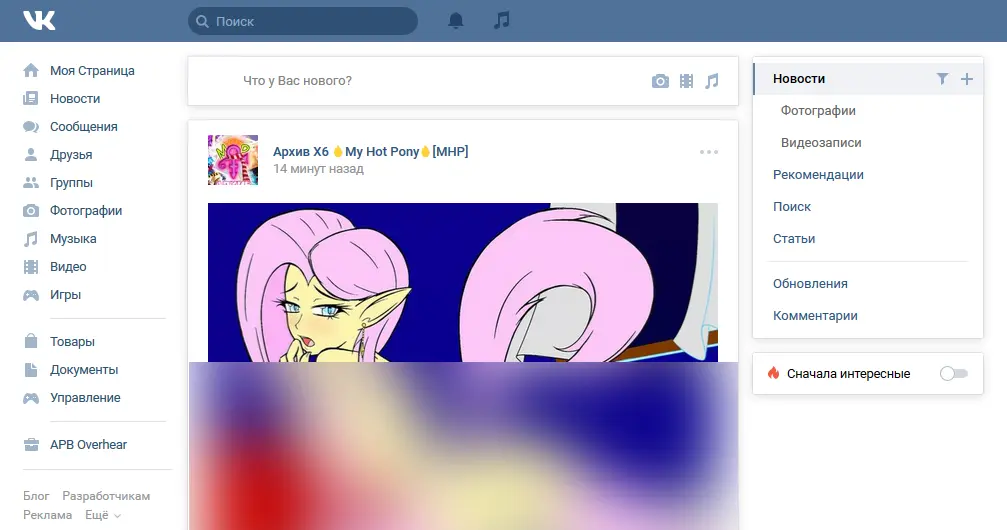 VK
Поиск
Моя Страница
Новости
Сообщения
Друзья
Группы
Фотографии
Музыка
Видео
Игры
Товары
Документы
Управление
APB Overhear
Блог Разработчикам
Реклама Ещё
Что у Вас нового?
Архив X6 My Hot Pony [MHP]
14 минут назад
Новости
Фотографии
Видеозаписи
Рекомендации
Поиск
Статьи
Обновления
Комментарии
Сначала интересные